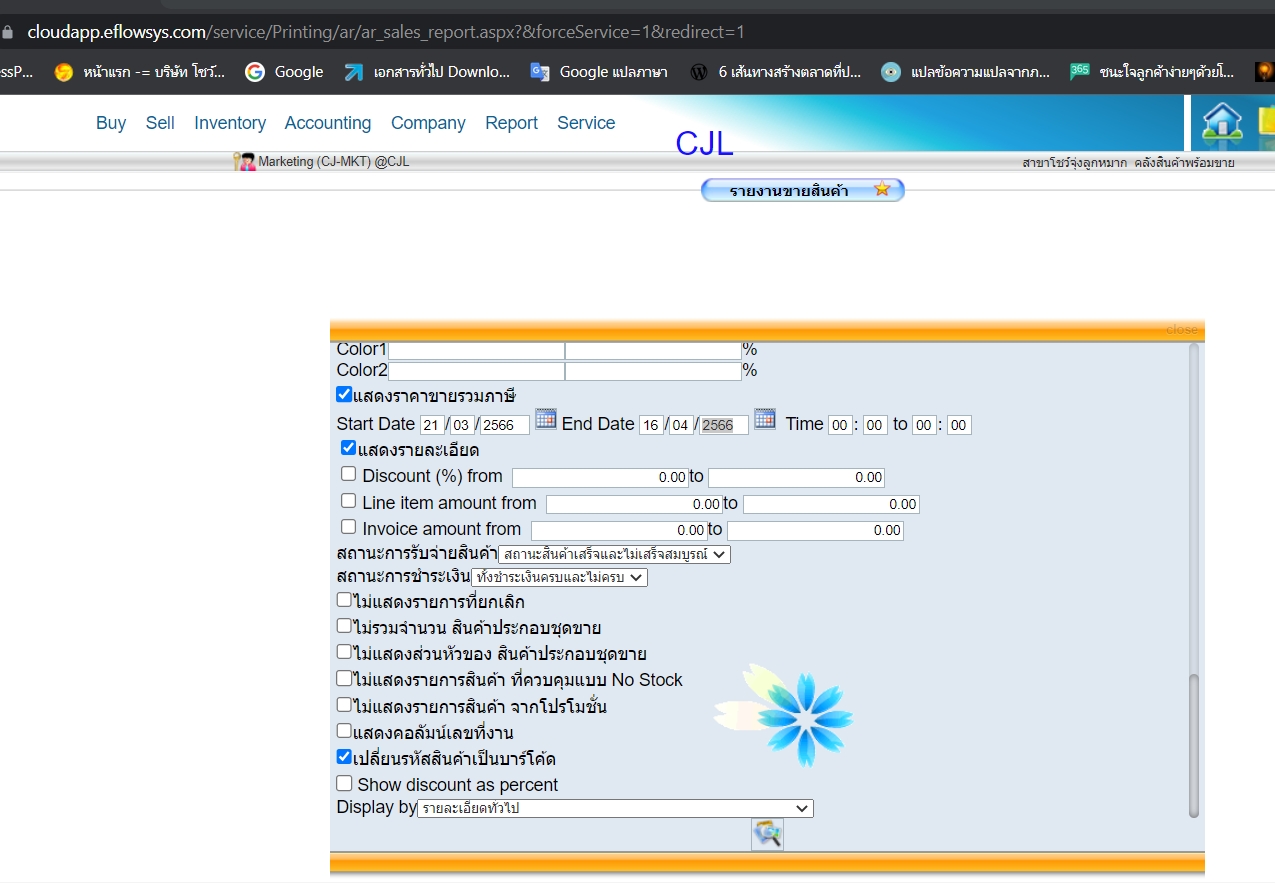 cloudapp.eflowsys.com/service/Printing/ar/ar_sales_report.aspx?&forceService=1&redirect=1
ssP... หน้าแรก -= บริษัท โชว์... Google เอกสารทั่วไป Downlo... Google แปลภาษา 6 เส้นทางสร้างตลาดที่ป... แปลข้อความแปลจากภ... 365 ชนะใจลูกค้าง่ายๆด้วยโ...
Buy Sell Inventory Accounting Company Report Service
CJL
Marketing (CJ-MKT) @CJL สาขาโชว์จุ่งลูกหมาก คลังสินค้าพร้อมขาย
รายงานขายสินค้า
close
Color1 %
Color2 %
แสดงราคาขายรวมภาษี
Start Date 21/03/2566 End Date 16/04/2566 Time 00 : 00 to 00 : 00
แสดงรายละเอียด
Discount (%) from 0.00 to 0.00
Line item amount from 0.00 to 0.00
Invoice amount from 0.00 to 0.00
สถานะการรับจ่ายสินค้า สถานะสินค้าเสร็จและไม่เสร็จสมบูรณ์
สถานะการชำระเงิน ทั้งชำระเงินครบและไม่ครบ
ไม่แสดงรายการที่ยกเลิก
ไม่รวมจำนวน สินค้าประกอบชุดขาย
ไม่แสดงส่วนหัวของ สินค้าประกอบชุดขาย
ไม่แสดงรายการสินค้า ที่ควบคุมแบบ No Stock
ไม่แสดงรายการสินค้า จากโปรโมชั่น
แสดงคอลัมน์เลขที่งาน
เปลี่ยนรหัสสินค้าเป็นบาร์โค้ด
Show discount as percent
Display by รายละเอียดทั่วไป